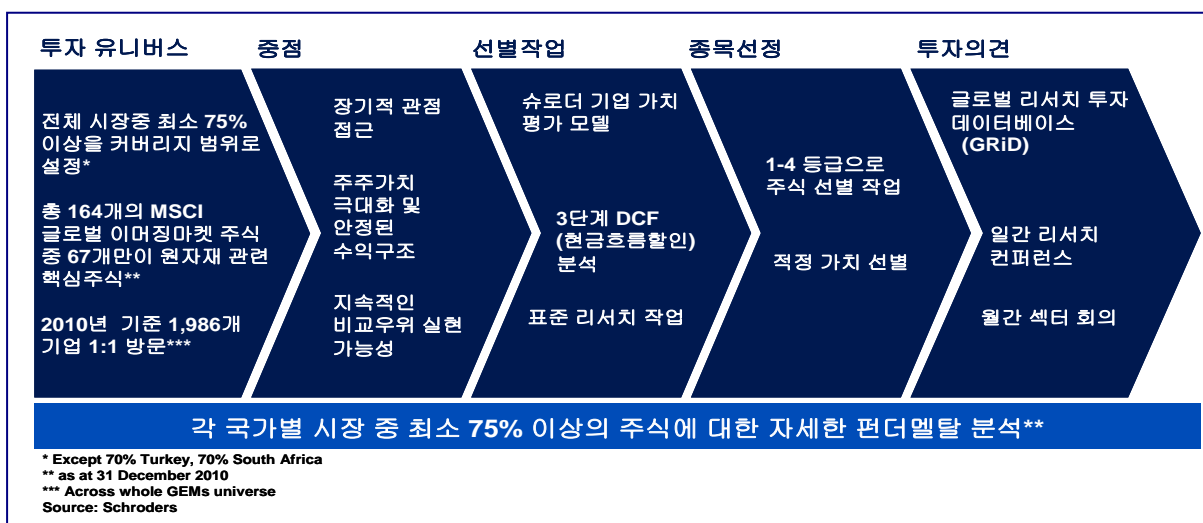 투자 유니버스
전체 시장중 최소 75%
이상을 커버리지 범위로
설정*
총 164개의 MSCI
글로벌 이머징마켓 주식
중 67개만이 원자재 관련
핵심주식**
2010년 기준 1,986개
기업 1:1 방문***
중점
장기적 관점
접근
주주가치
극대화 및
안정된
수익구조
지속적인
비교우위 실현
가능성
선별작업
슈로더 기업 가치
평가 모델
3단계 DCF
(현금흐름할인)
분석
표준 리서치 작업
종목선정
1-4 등급으로
주식 선별 작업
적정 가치 선별
투자의견
글로벌 리서치 투자
데이터베이스
(GRiD)
일간 리서치
컨퍼런스
월간 섹터 회의
각 국가별 시장 중 최소 75% 이상의 주식에 대한 자세한 펀더멜탈 분석**
* Except 70% Turkey, 70% South Africa
** as at 31 December 2010
*** Across whole GEMs universe
Source: Schroders